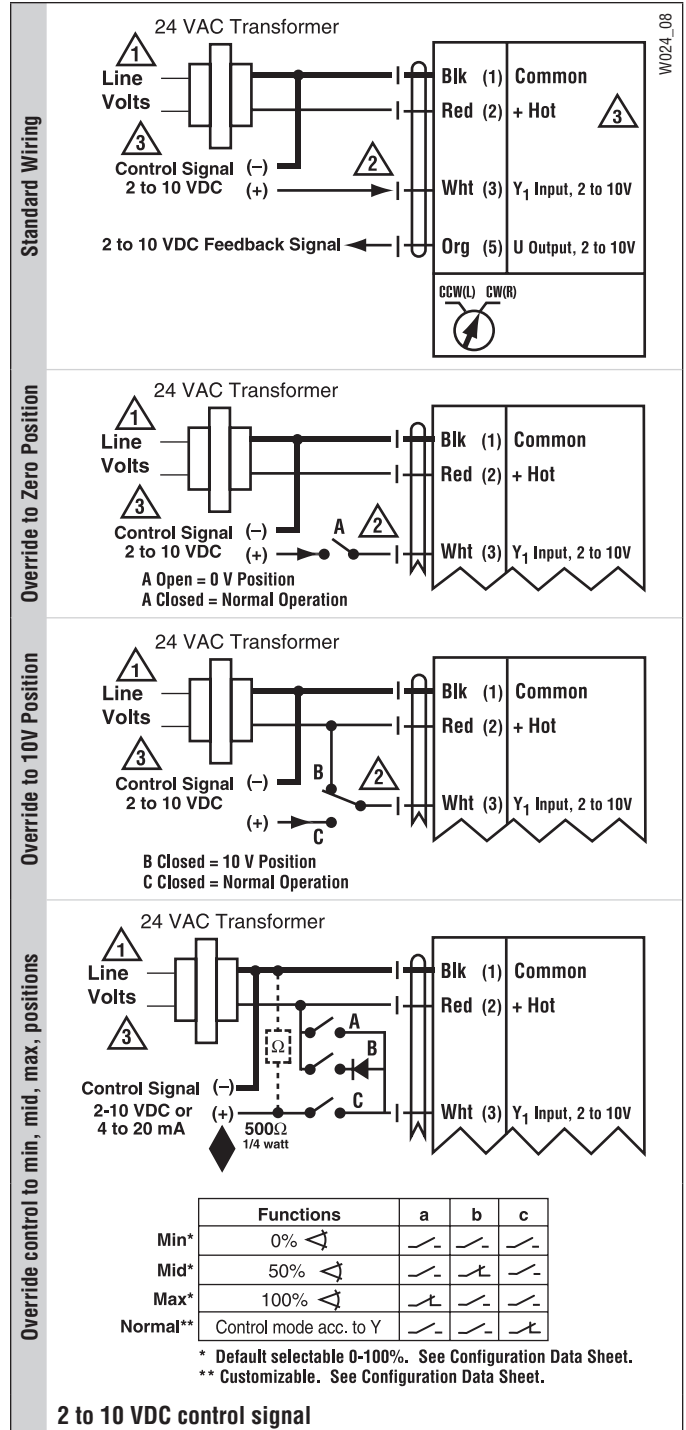 W024_08
Standard Wiring
24 VAC Transformer
1
Line
Volts
3
Control Signal (–)
2 to 10 VDC (+)
2
2 to 10 VDC Feedback Signal
Blk (1) Common
Red (2) + Hot
3
Wht (3) Y1 Input, 2 to 10V
Org (5) U Output, 2 to 10V
CCW(L) CW(R)
Override to Zero Position
24 VAC Transformer
1
Line
Volts
3
Control Signal (–)
2 to 10 VDC (+)
A
2
A Open = 0 V Position
A Closed = Normal Operation
Blk (1) Common
Red (2) + Hot
Wht (3) Y1 Input, 2 to 10V
Override to 10V Position
24 VAC Transformer
1
Line
Volts
3
Control Signal (–)
2 to 10 VDC
(+)
B
2
C
B Closed = 10 V Position
C Closed = Normal Operation
Blk (1) Common
Red (2) + Hot
Wht (3) Y1 Input, 2 to 10V
Override control to min, mid, max, positions
24 VAC Transformer
1
Line
Volts
3
Ω
A
B
C
Control Signal (–)
2-10 VDC or (+)
4 to 20 mA
500Ω
1/4 watt
Blk (1) Common
Red (2) + Hot
Wht (3) Y1 Input, 2 to 10V
Functions a b c
Min* 0%
Mid* 50%
Max* 100%
Normal** Control mode acc. to Y
* Default selectable 0-100%. See Configuration Data Sheet.
** Customizable. See Configuration Data Sheet.
2 to 10 VDC control signal